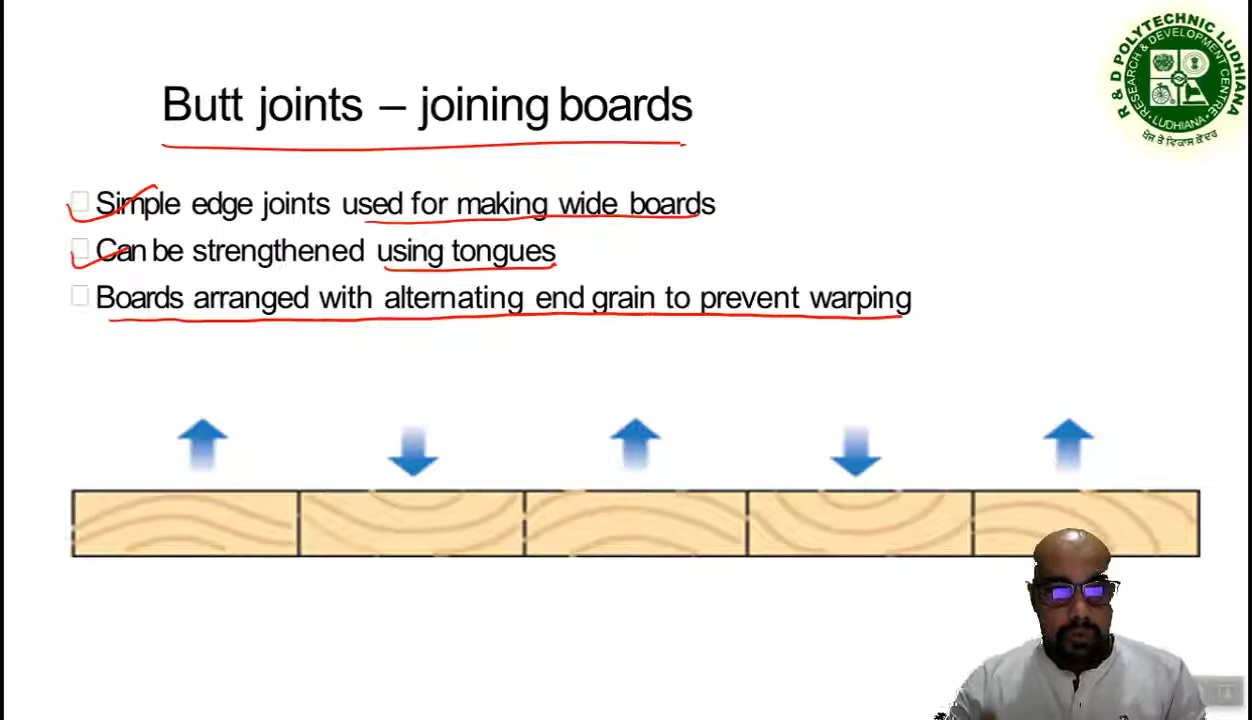 Butt joints – joining boards
Simple edge joints used for making wide boards
Can be strengthened using tongues
Boards arranged with alternating end grain to prevent warping
R & D POLYTECHNIC LUDHIANA
RESEARCH & DEVELOPMENT CENTRE
LUDHIANA
ਖੋਜ ਤੇ ਵਿਕਾਸ ਕੇਂਦਰ